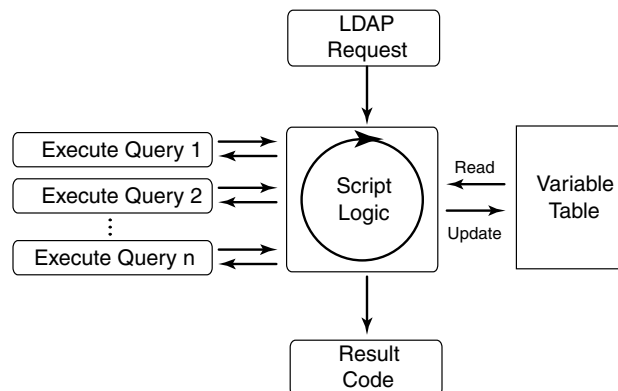 LDAP
Request
Execute Query 1
Execute Query 2
Execute Query n
Script
Logic
Read
Update
Variable
Table
Result
Code